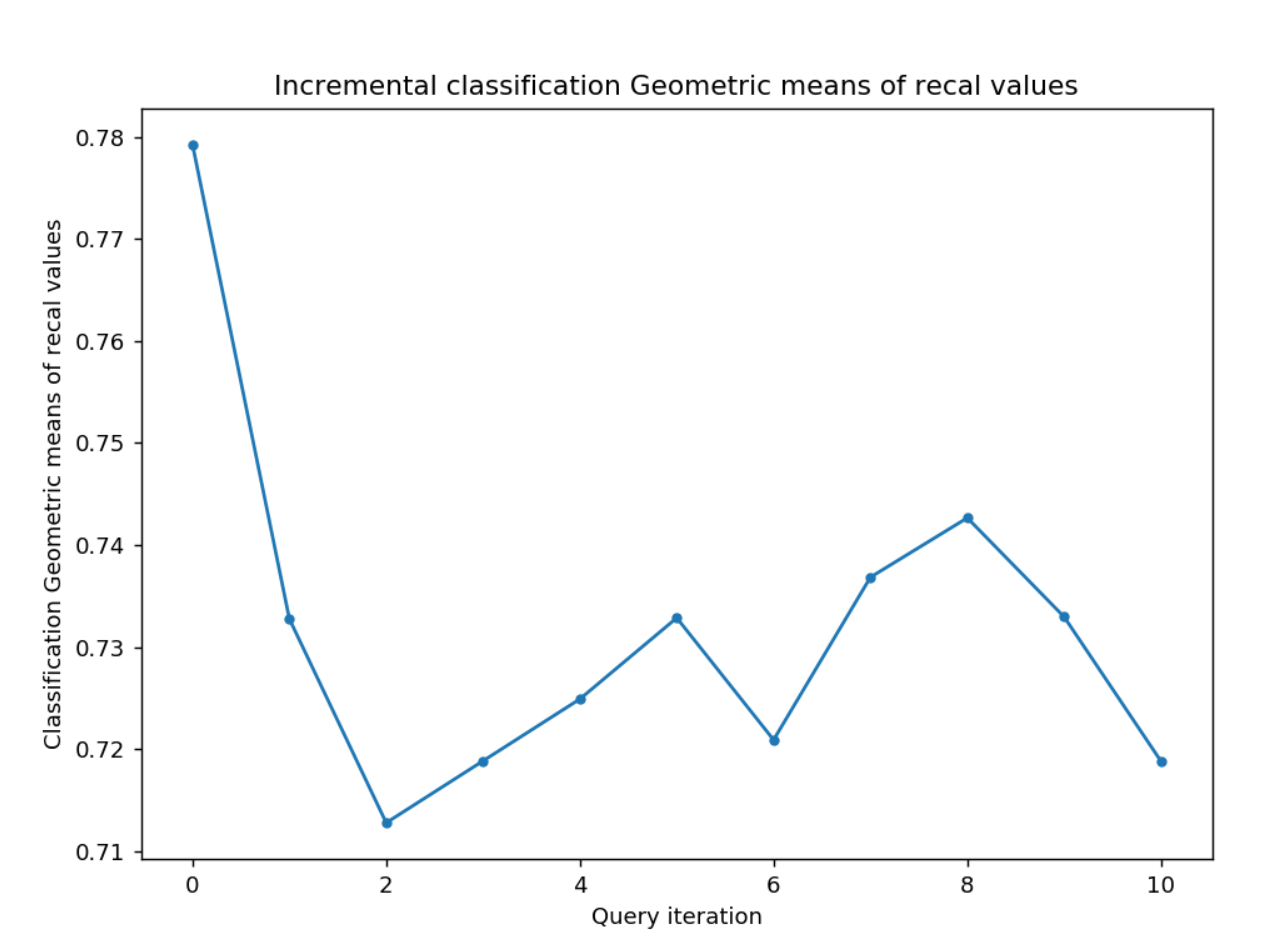 Incremental classification Geometric means of recal values
Classification Geometric means of recal values
0.78
0.77
0.76
0.75
0.74
0.73
0.72
0.71
0 2 4 6 8 10
Query iteration